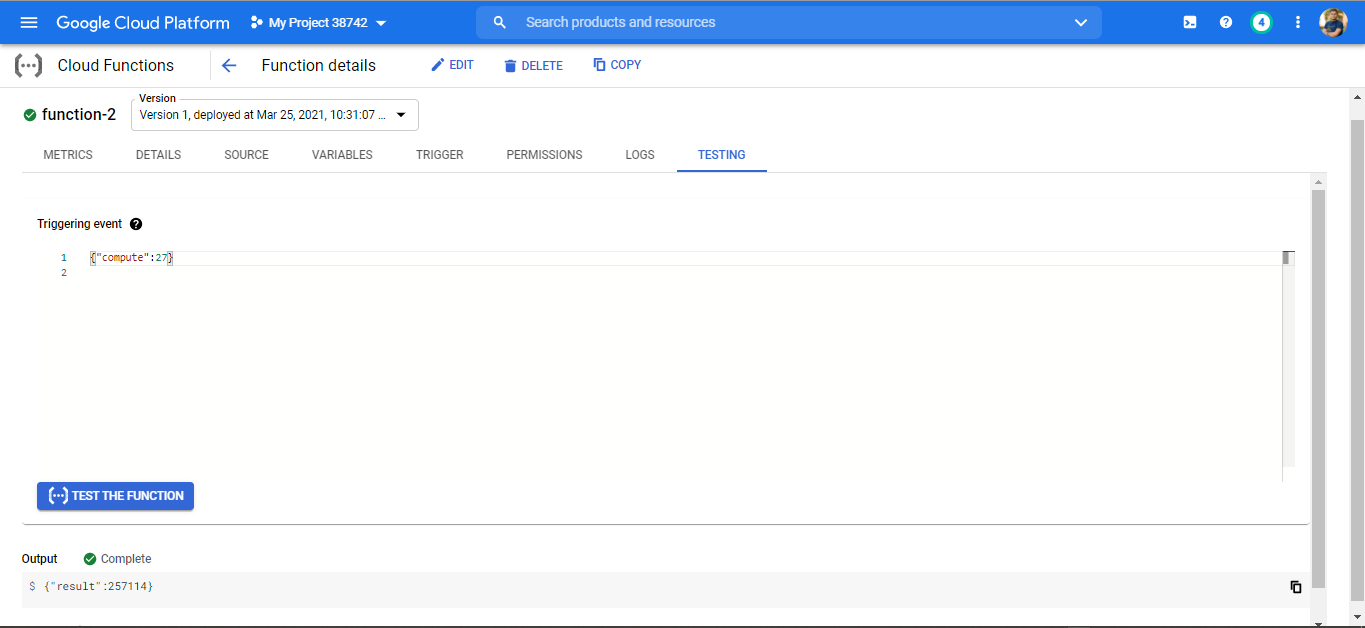 Google Cloud Platform My Project 38742 Search products and resources 4
Cloud Functions Function details EDIT DELETE COPY
Version
function-2 Version 1, deployed at Mar 25, 2021, 10:31:07 ...
METRICS DETAILS SOURCE VARIABLES TRIGGER PERMISSIONS LOGS TESTING
Triggering event
1 {"compute":27}
2
TEST THE FUNCTION
Output Complete
$ {"result":257114}